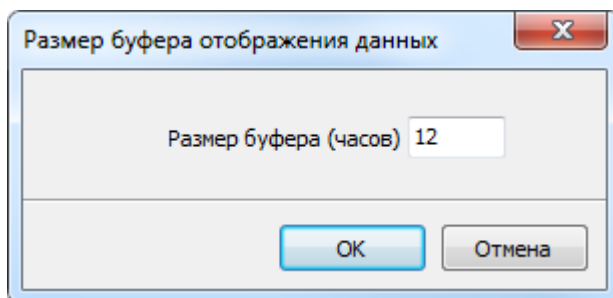 Размер буфера отображения данных
Размер буфера (часов) 12
OK Отмена